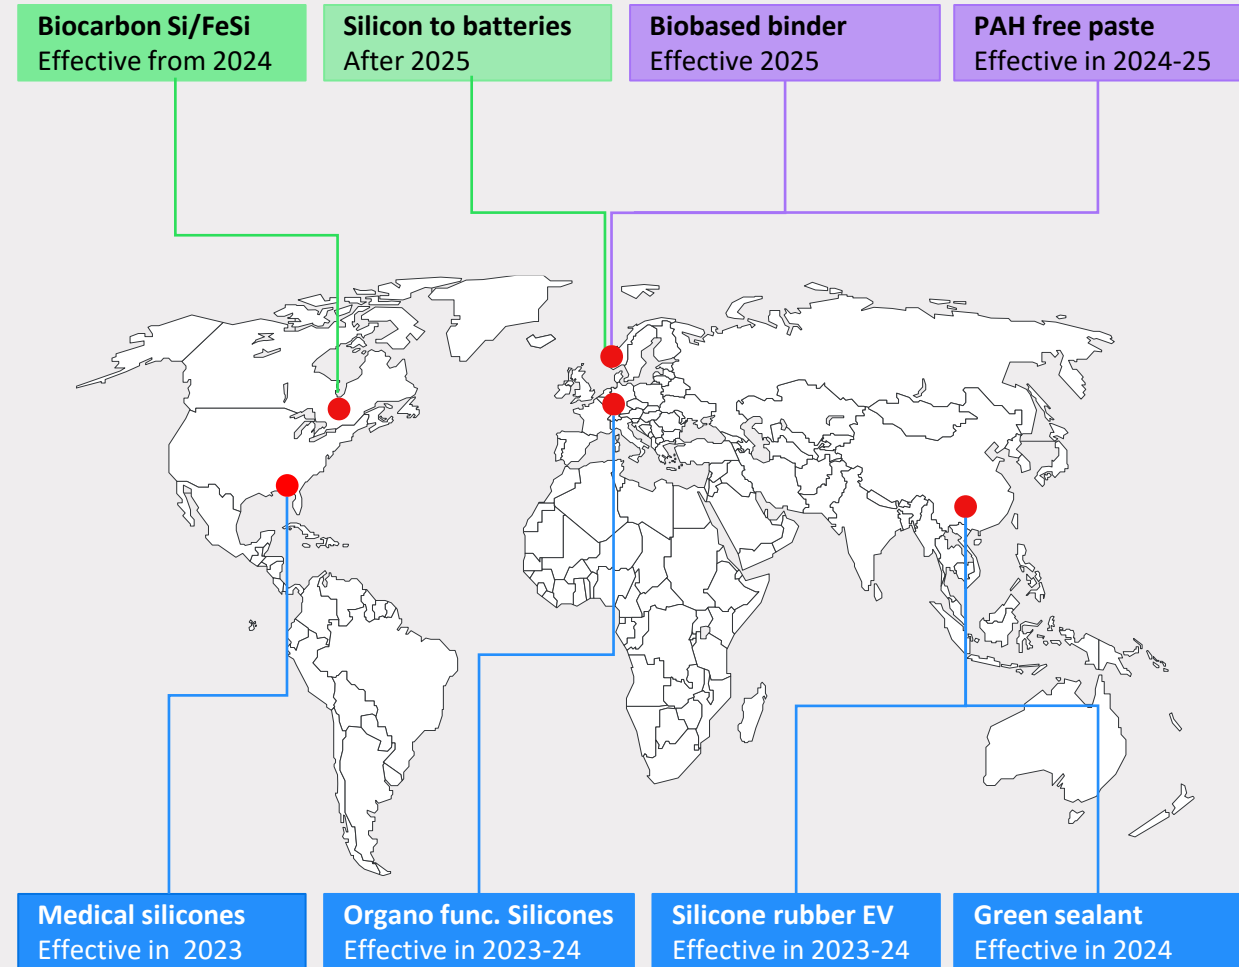 Biocarbon Si/FeSi
Effective from 2024
Silicon to batteries
After 2025
Biobased binder
Effective 2025
PAH free paste
Effective in 2024-25
Medical silicones
Effective in  2023
Organo func. Silicones
Effective in 2023-24
Silicone rubber EV
Effective in 2023-24
Green sealant
Effective in 2024